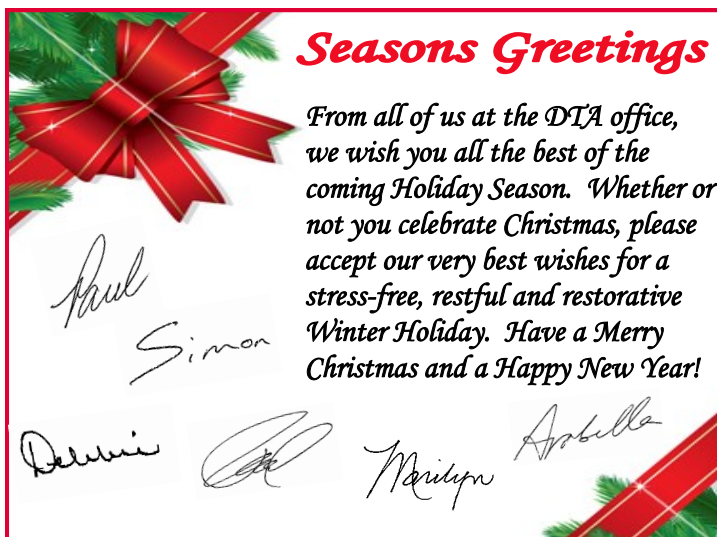 Seasons Greetings
From all of us at the DTA office,
we wish you all the best of the
coming Holiday Season.  Whether or
not you celebrate Christmas, please
accept our very best wishes for a
stress-free, restful and restorative
Winter Holiday.  Have a Merry
Christmas and a Happy New Year!
Paul
Simon
Debbie
Marilyn
Arabella